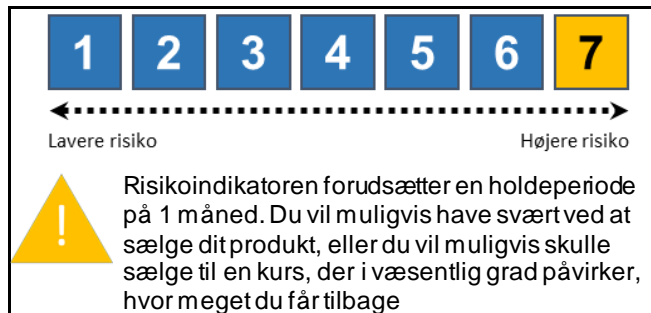 1 2 3 4 5 6 7
Lavere risiko Højere risiko
!
Risikoindikatoren forudsætter en holdeperiode
på 1 måned. Du vil muligvis have svært ved at
sælge dit produkt, eller du vil muligvis skulle
sælge til en kurs, der i væsentlig grad påvirker,
hvor meget du får tilbage